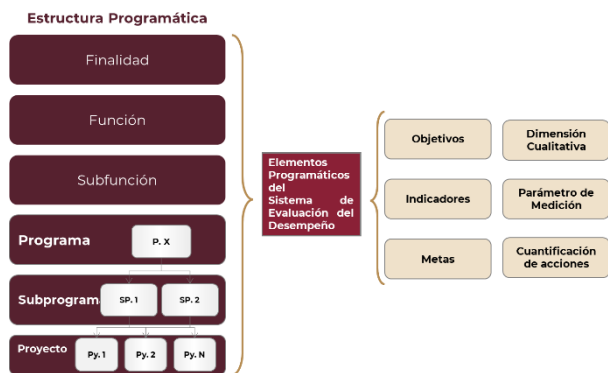 Estructura Programática
Finalidad
Función
Subfunción
Programa
P. X
Subprograma
SP. 1
SP. 2
Proyecto
Py. 1
Py. 2
Py. N
Elementos
Programáticos
del
Sistema de
Evaluación del
Desempeño
Objetivos
Dimensión
Cualitativa
Indicadores
Parámetro de
Medición
Metas
Cuantificación
de acciones